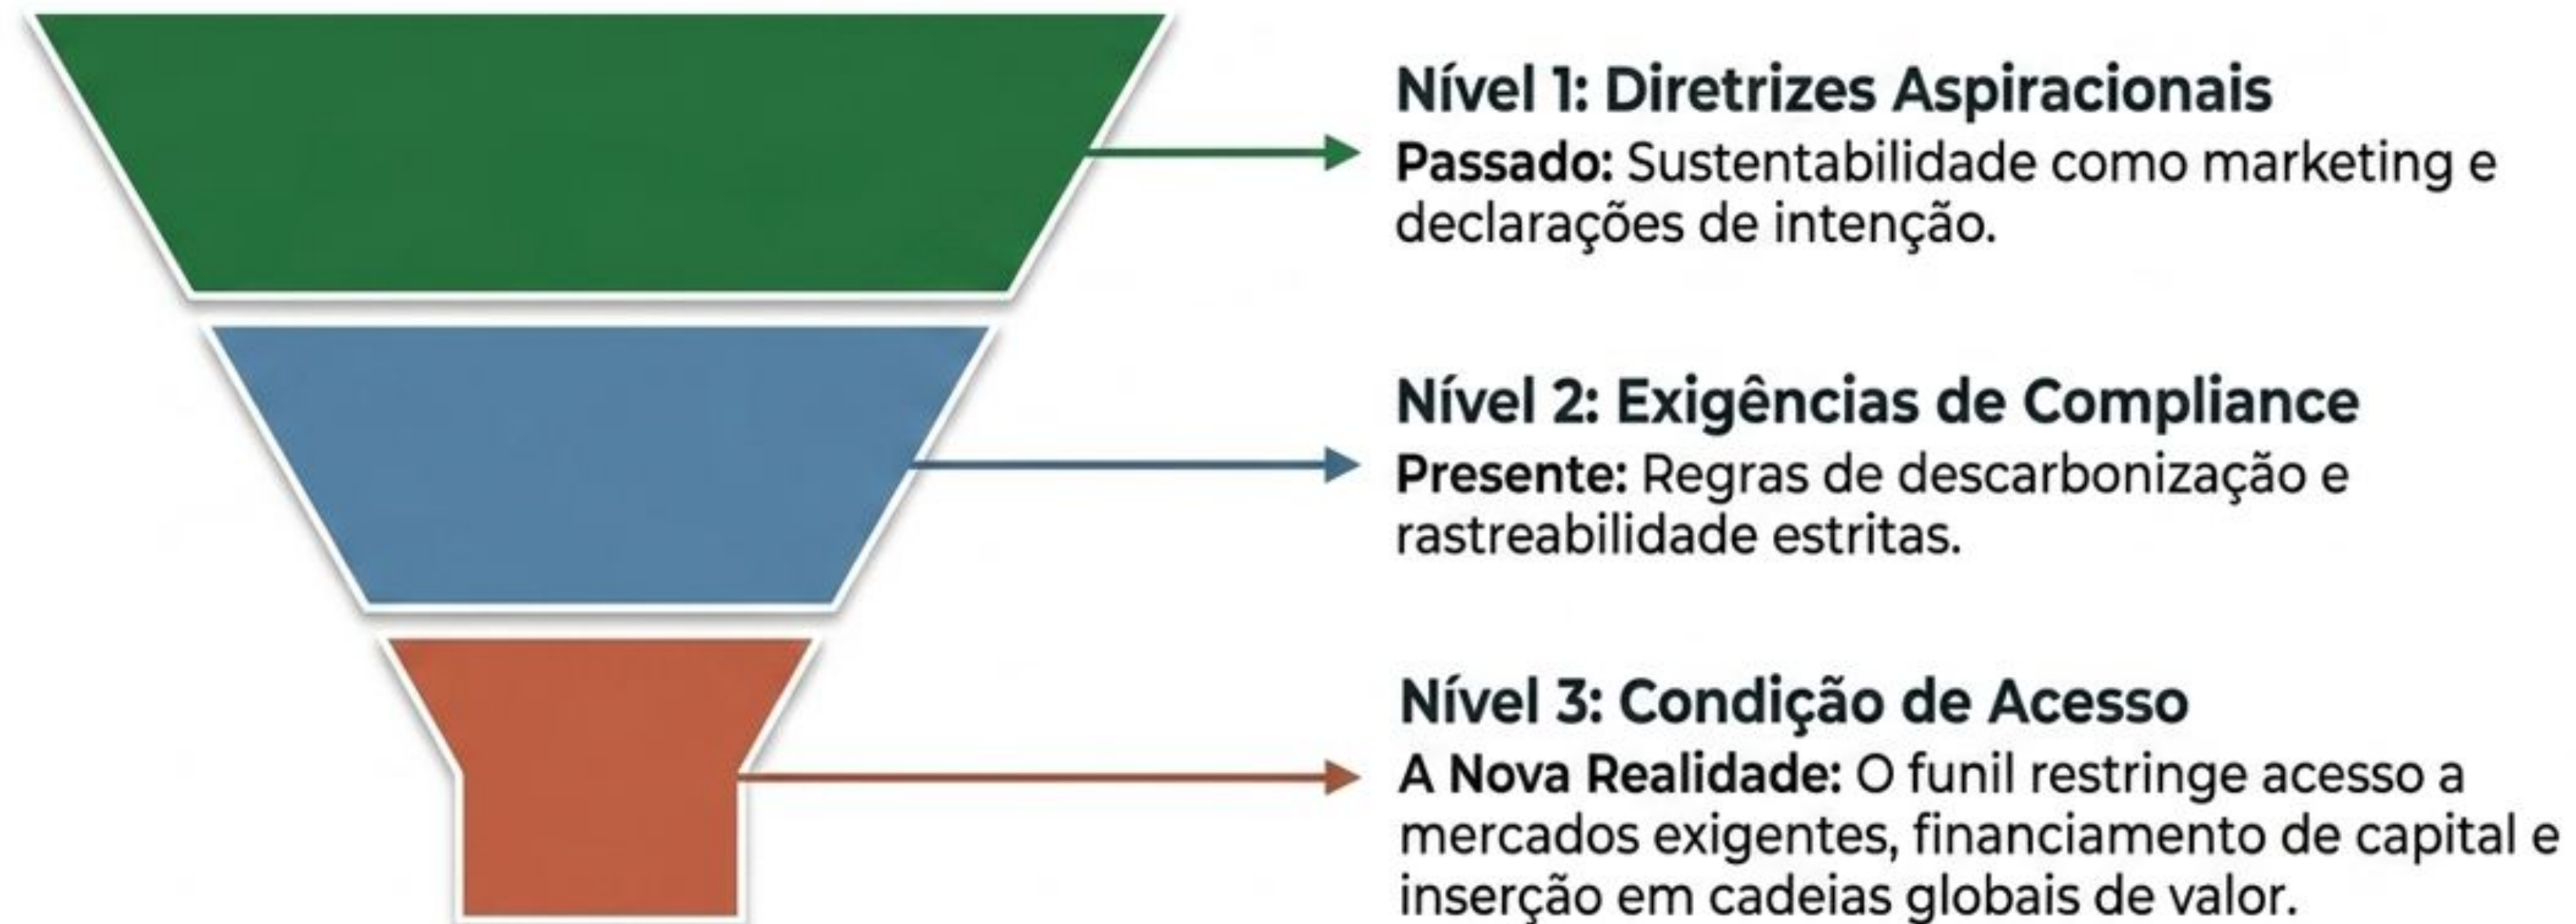 Nível 1: Diretrizes Aspiracionais
Passado: Sustentabilidade como marketing e
declarações de intenção.
Nível 2: Exigências de Compliance
Presente: Regras de descarbonização e
rastreabilidade estritas.
Nível 3: Condição de Acesso
A Nova Realidade: O funil restringe acesso a
mercados exigentes, financiamento de capital e
inserção em cadeias globais de valor.